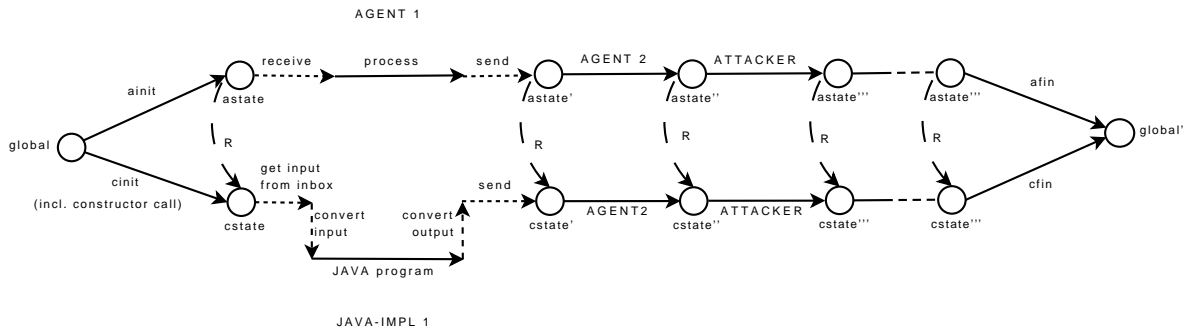 AGENT 1
receive
process
send
AGENT 2
ATTACKER
ainit
astate
astate'
astate''
astate'''
astate'''
afin
global
R
R
R
R
R
global'
cinit
(incl. constructor call)
get input
from inbox
send
cfin
convert
input
convert
output
AGENT2
ATTACKER
cstate
cstate'
cstate''
cstate'''
cstate'''
JAVA program
JAVA-IMPL 1